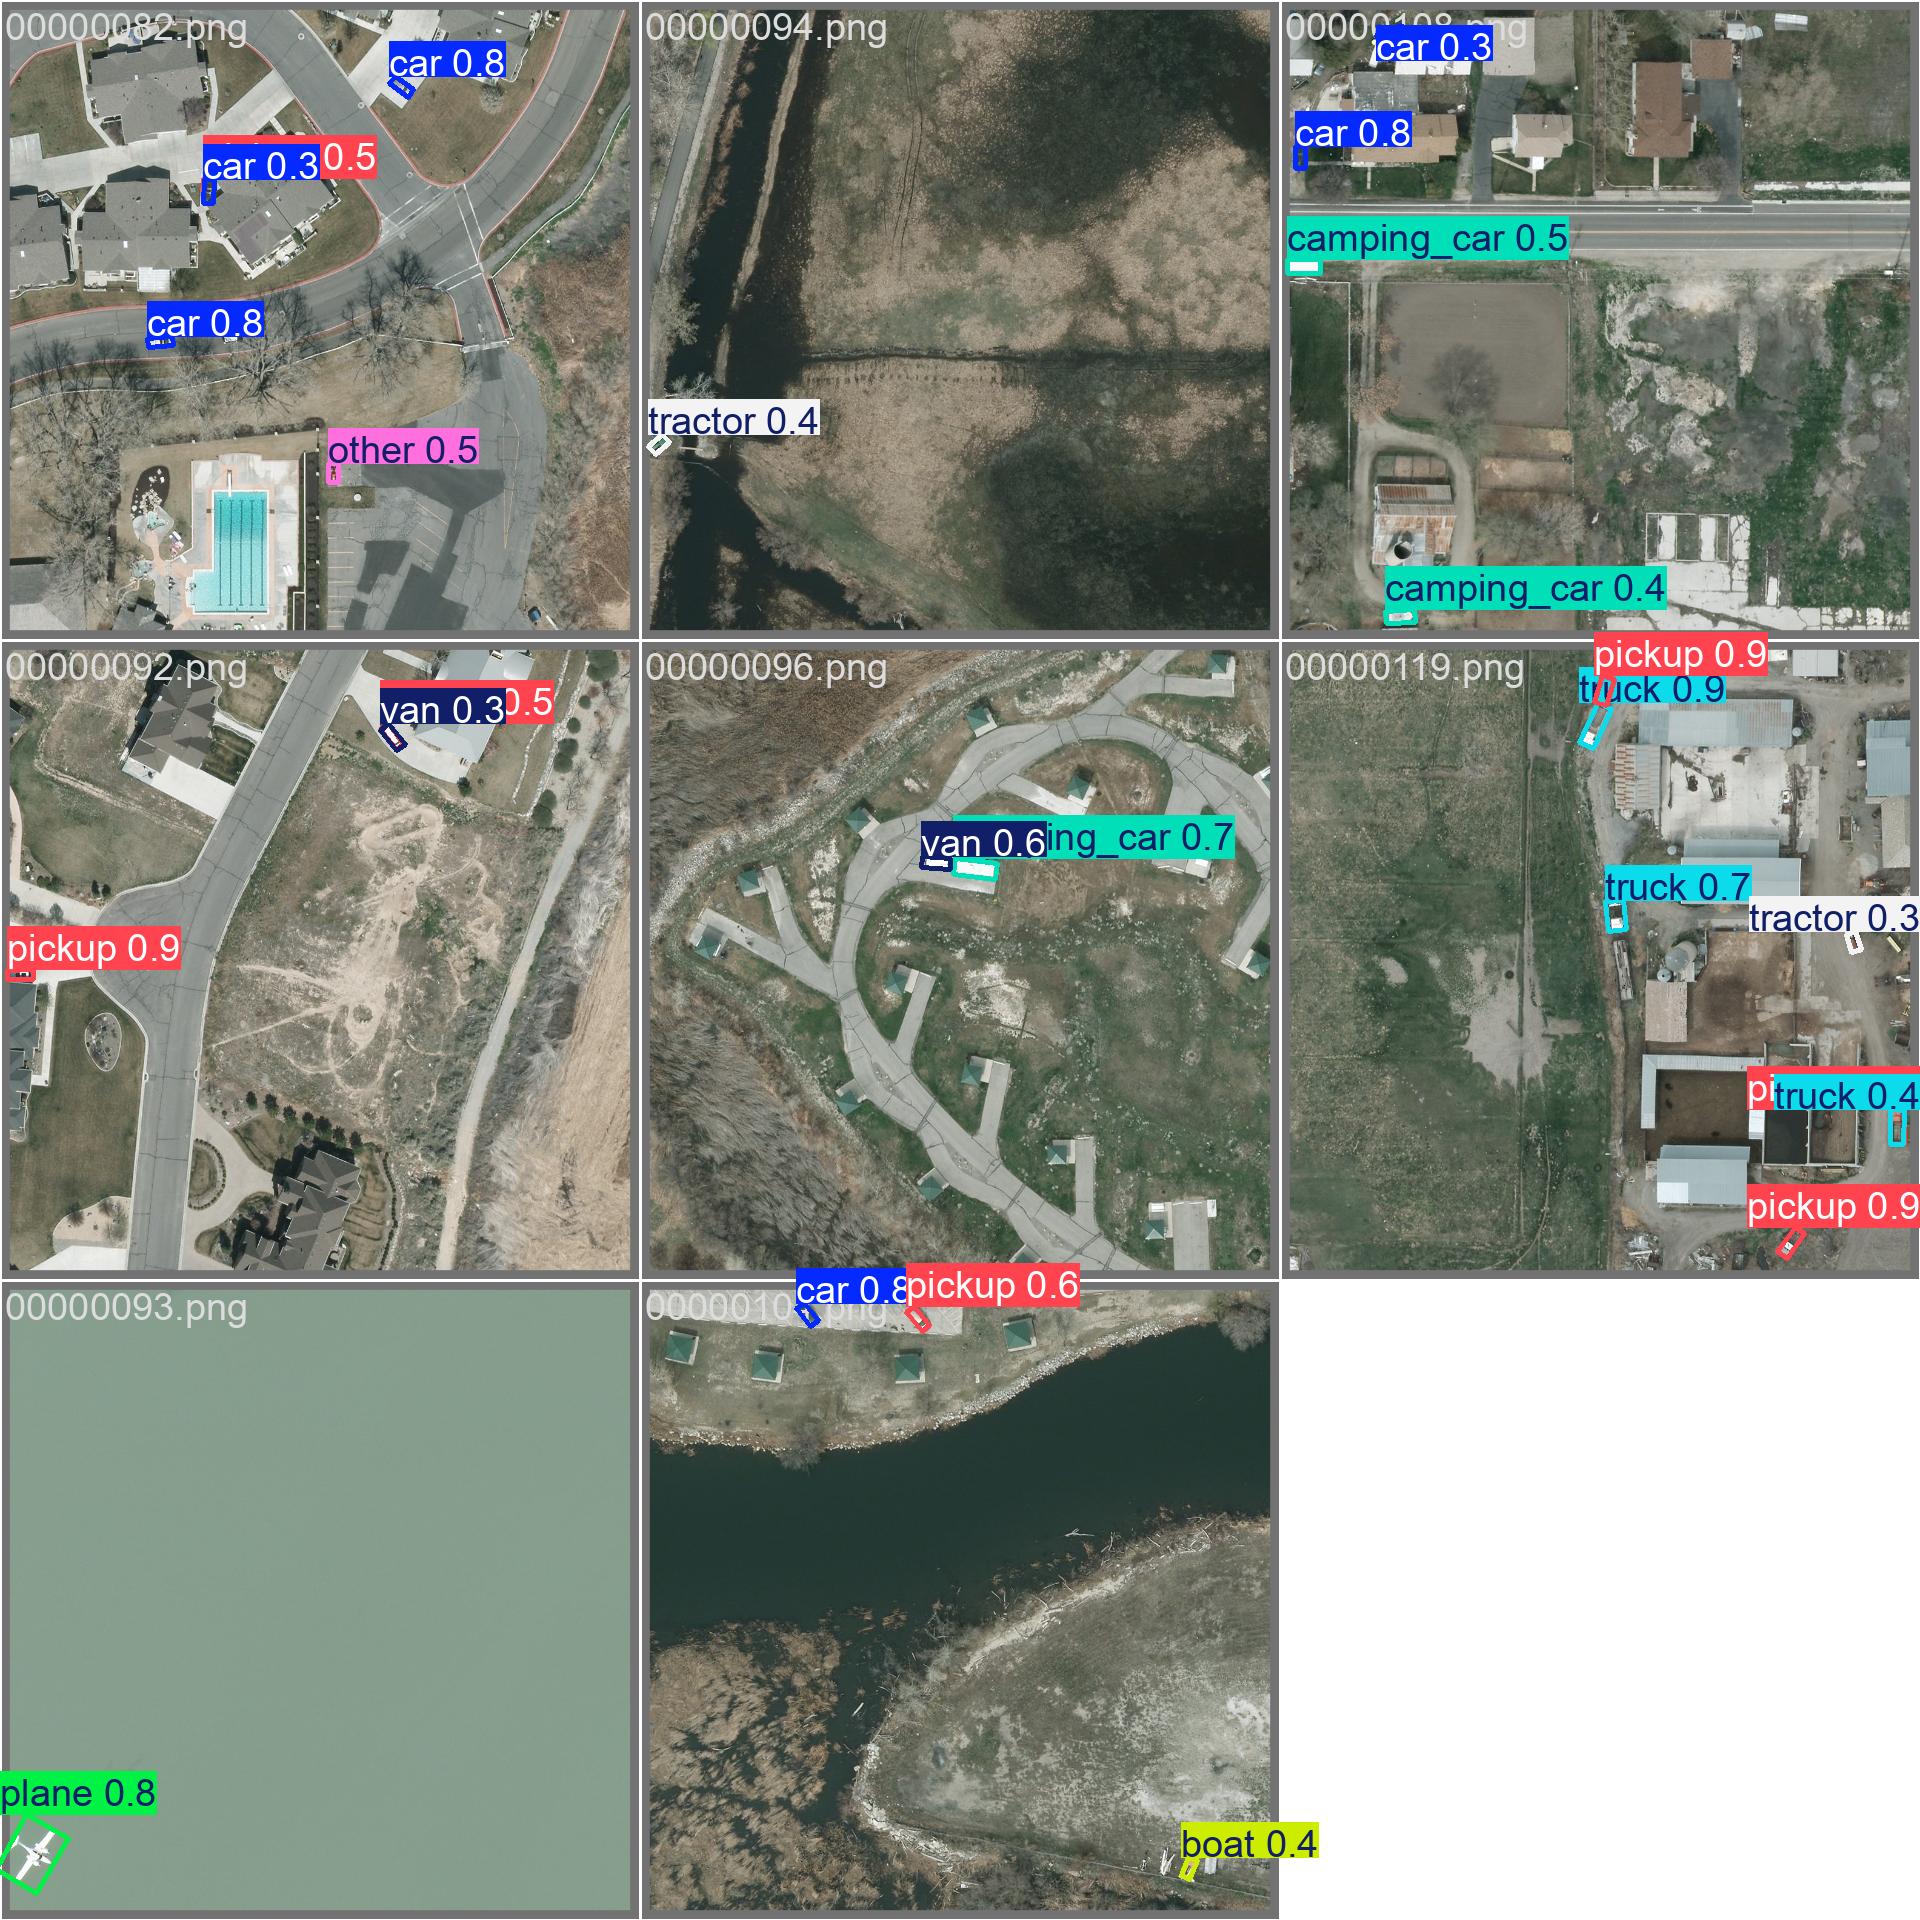 00000082.png
car 0.8
0.5
car 0.3
car 0.8
other 0.5
00000094.png
tractor 0.4
car 0.3
car 0.8
camping_car 0.5
camping_car 0.4
00000092.png
0.5
van 0.3
pickup 0.9
00000096.png
van 0.6
ing_car 0.7
00000119.png
pickup 0.9
truck 0.9
truck 0.7
tractor 0.3
truck 0.4
pickup 0.9
00000093.png
plane 0.8
car 0.8
pickup 0.6
boat 0.4